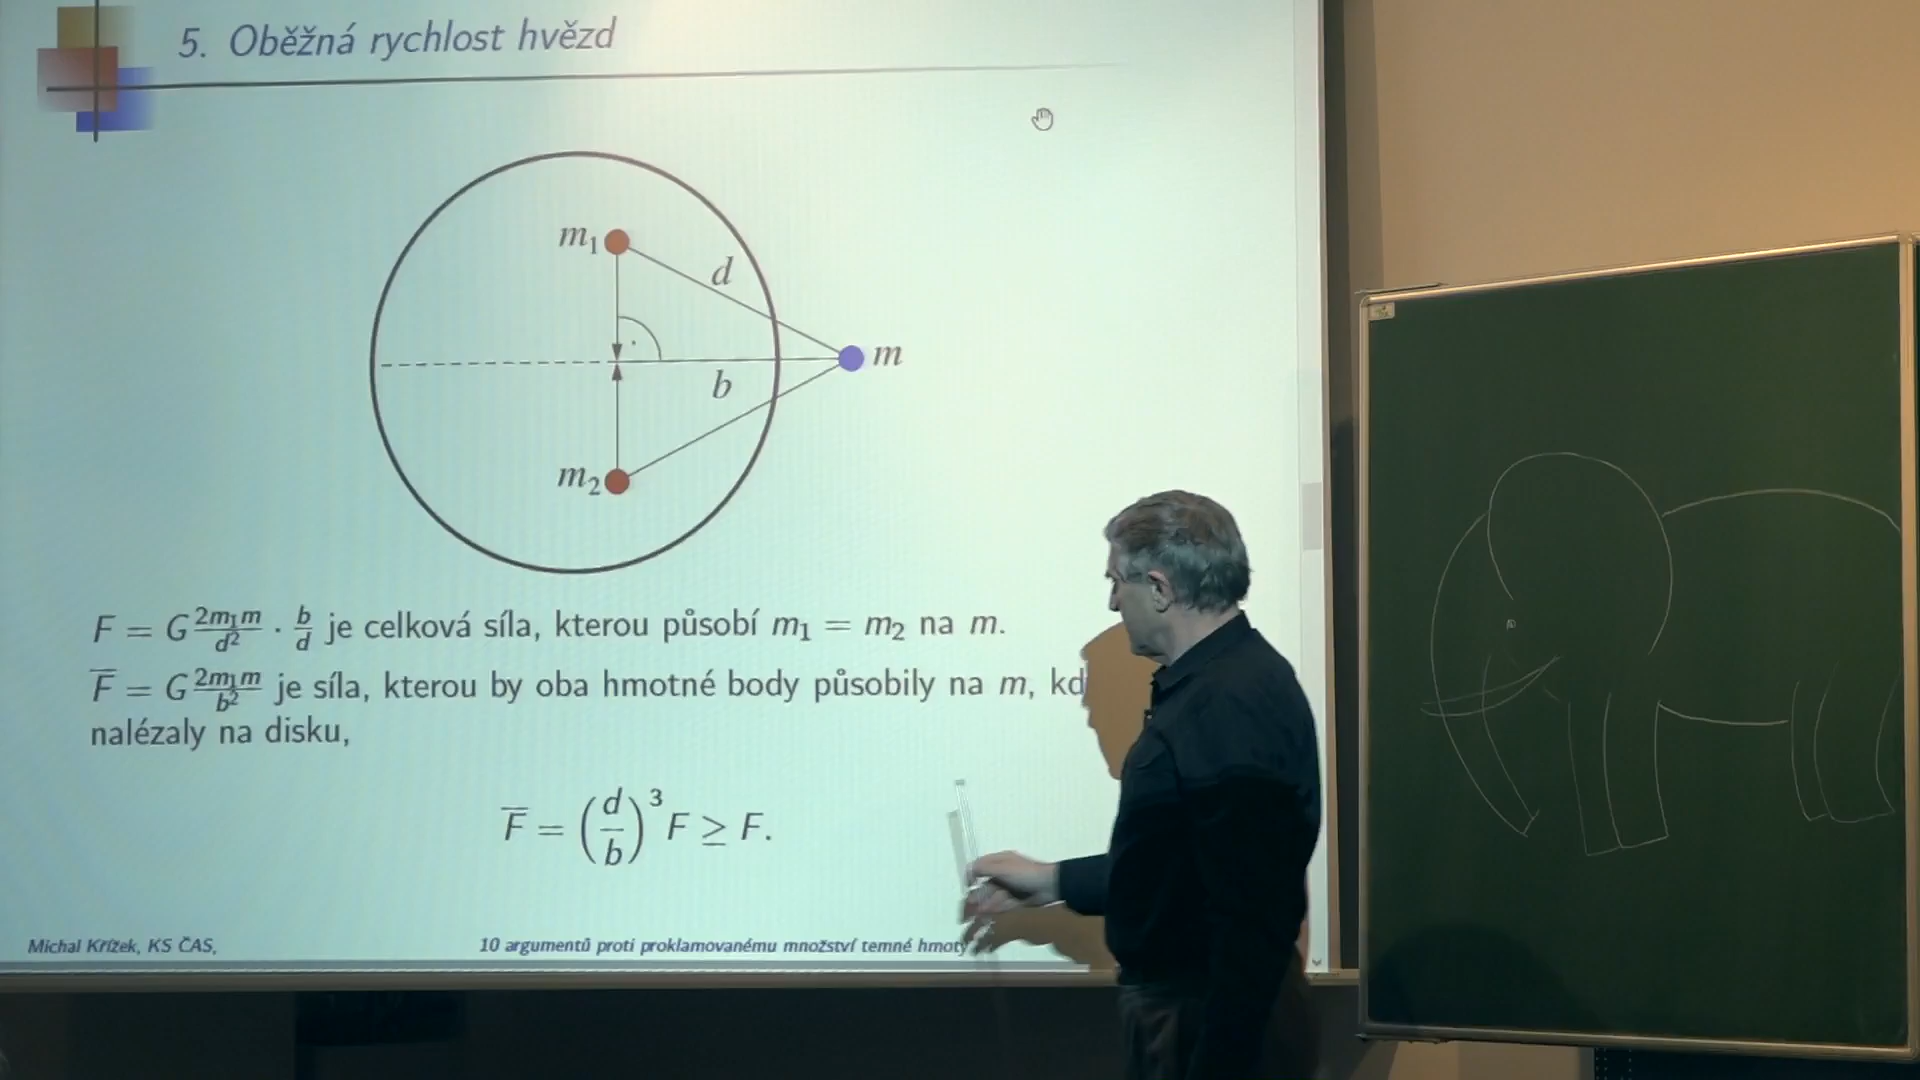 5. Oběžná rychlost hvězd
m₁
d
m
b
m₂
F = G 2m₁m/d² · b/d je celková síla, kterou působí m₁ = m₂ na m.
F̅ = G 2m₁m/b² je síla, kterou by oba hmotné body působily na m,
nalézaly na disku,
F̅ = (d/b)³ F ≥ F.
Michal Křížek, KS ČAS, 10 argumentů proti proklamovanému množství temné hmoty